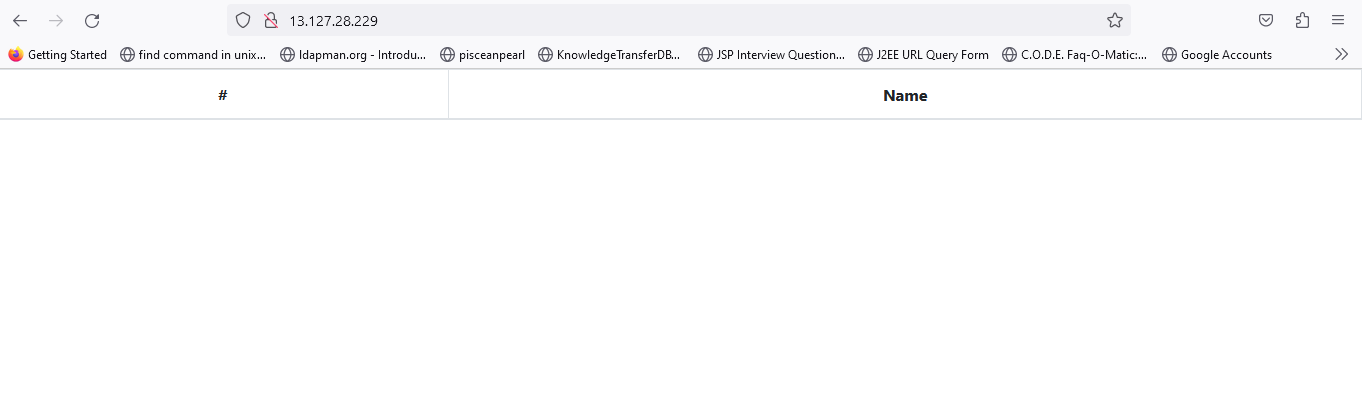 13.127.28.229
Getting Started find command in unix... ldapman.org - Introdu... pisceanpearl KnowledgeTransferDB... JSP Interview Question... J2EE URL Query Form C.O.D.E. Faq-O-Matic:... Google Accounts
# Name